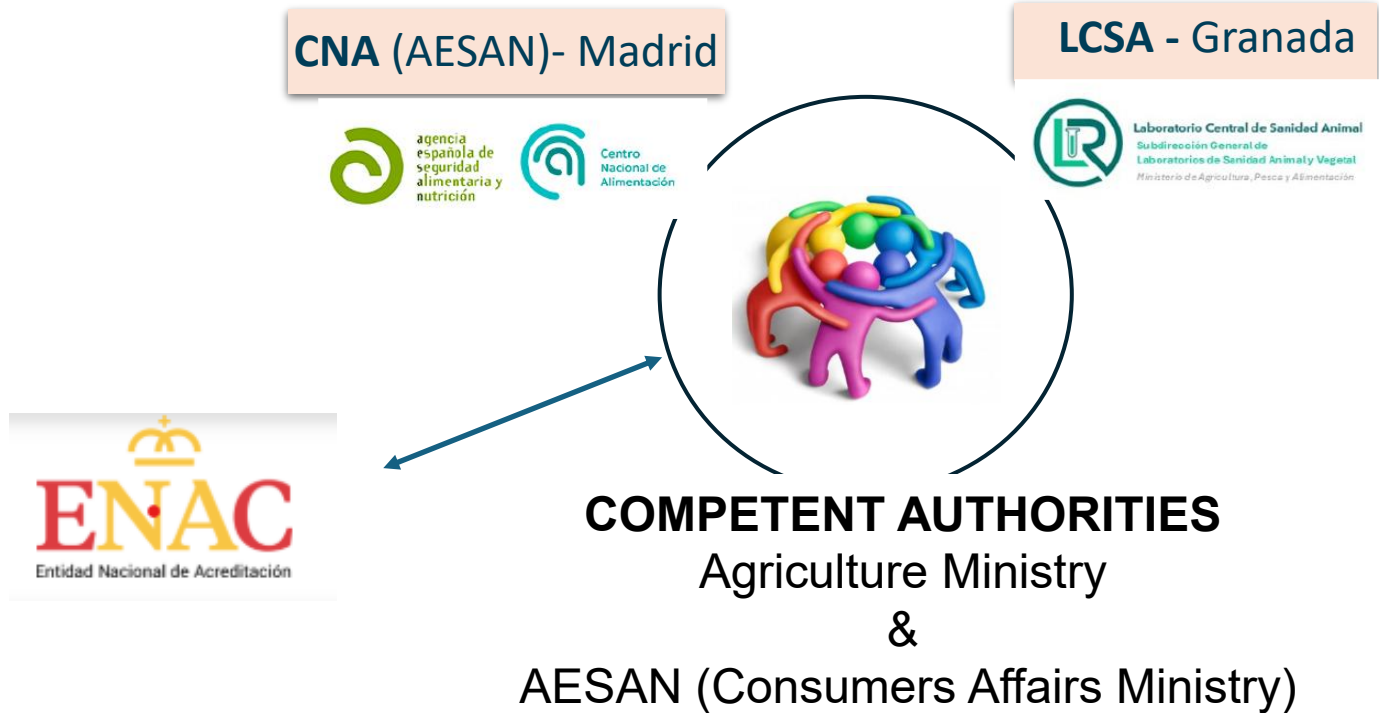 CNA (AESAN)- Madrid
agencia
española de
seguridad
alimentaria y
nutrición
Centro
Nacional de
Alimentación
LCSA - Granada
LR
Laboratorio Central de Sanidad Animal
Subdirección General de
Laboratorios de Sanidad Animal y Vegetal
Ministerio de Agricultura, Pesca y Alimentación
ENAC
Entidad Nacional de Acreditación
COMPETENT AUTHORITIES
Agriculture Ministry
&
AESAN (Consumers Affairs Ministry)